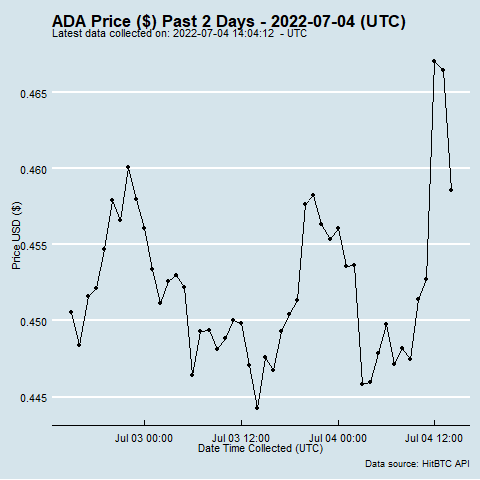 ADA Price ($) Past 2 Days - 2022-07-04 (UTC)
Latest data collected on: 2022-07-04 14:04:12 - UTC
Price USD ($)
0.465
0.460
0.455
0.450
0.445
Jul 03 00:00 Jul 03 12:00 Jul 04 00:00 Jul 04 12:00
Date Time Collected (UTC)
Data source: HitBTC API